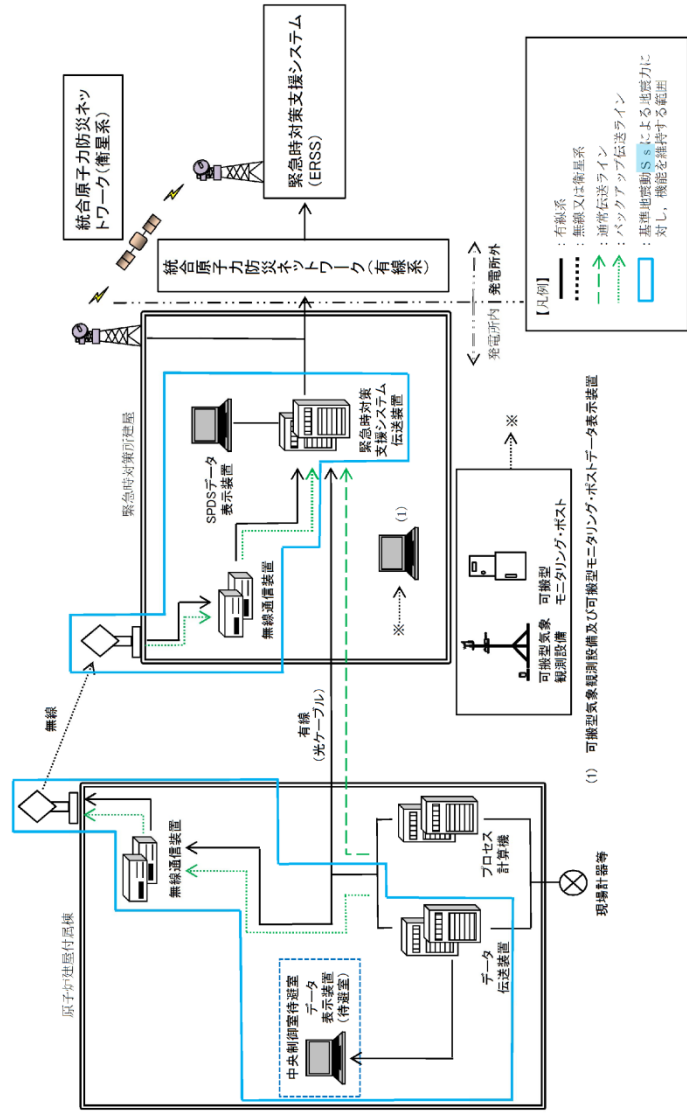 原子炉建屋付属棟
無線通信装置
中央制御室待避室
データ
表示装置
(待避室)
データ
伝送装置
プロセス
計算機
現場計器等
無線
有線
(光ケーブル)
緊急時対策所建屋
無線通信装置
SPDSデータ
表示装置
緊急時対策
支援システム
伝送装置
※
(1)
可搬型気象
観測設備
可搬型
モニタリング・ポスト
※
(1) 可搬型気象観測設備及び可搬型モニタリング・ポストデータ表示装置
統合原子力防災ネッ
トワーク(衛星系)
統合原子力防災ネットワーク(有線系)
緊急時対策支援システム
(ERSS)
発電所内
発電所外
【凡例】
：有線系
：無線又は衛星系
：通常伝送ライン
：バックアップ伝送ライン
：基準地震動Ｓｓによる地震力に
対し，機能を維持する範囲